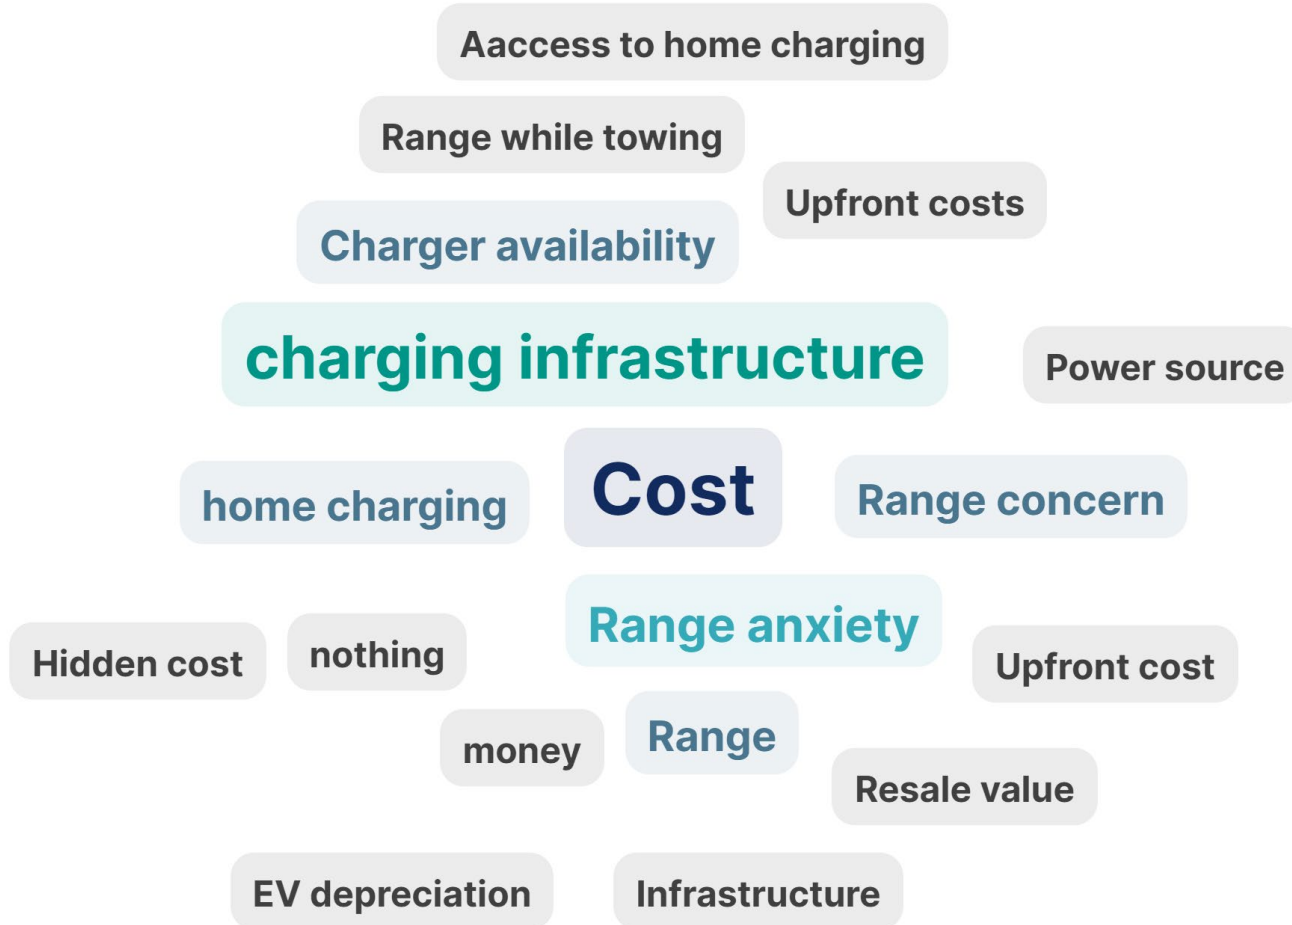 Aaccess to home charging
Range while towing
Upfront costs
Charger availability
charging infrastructure
Power source
home charging
Cost
Range concern
Range anxiety
Hidden cost
nothing
Upfront cost
money
Range
Resale value
EV depreciation
Infrastructure